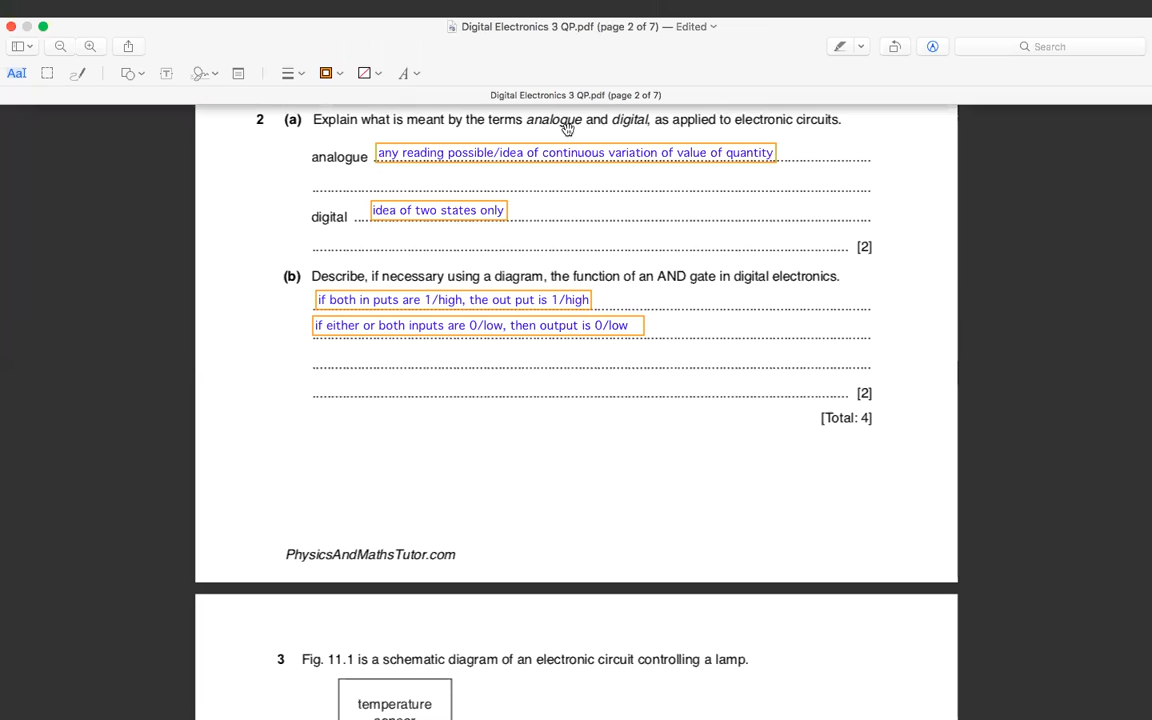 Digital Electronics 3 QP.pdf (page 2 of 7) — Edited
Search
AaI
A
Digital Electronics 3 QP.pdf (page 2 of 7)
2 (a) Explain what is meant by the terms analogue and digital, as applied to electronic circuits.
analogue any reading possible/idea of continuous variation of value of quantity
digital idea of two states only
[2]
(b) Describe, if necessary using a diagram, the function of an AND gate in digital electronics.
if both in puts are 1/high, the out put is 1/high
if either or both inputs are 0/low, then output is 0/low
[2]
[Total: 4]
PhysicsAndMathsTutor.com
3 Fig. 11.1 is a schematic diagram of an electronic circuit controlling a lamp.
temperature
sensor